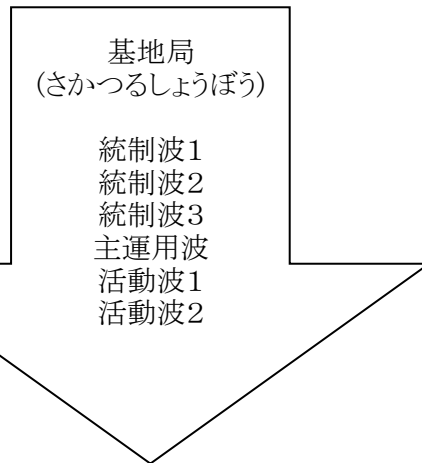 基地局
(さかつるしょうぼう)
統制波1
統制波2
統制波3
主運用波
活動波1
活動波2